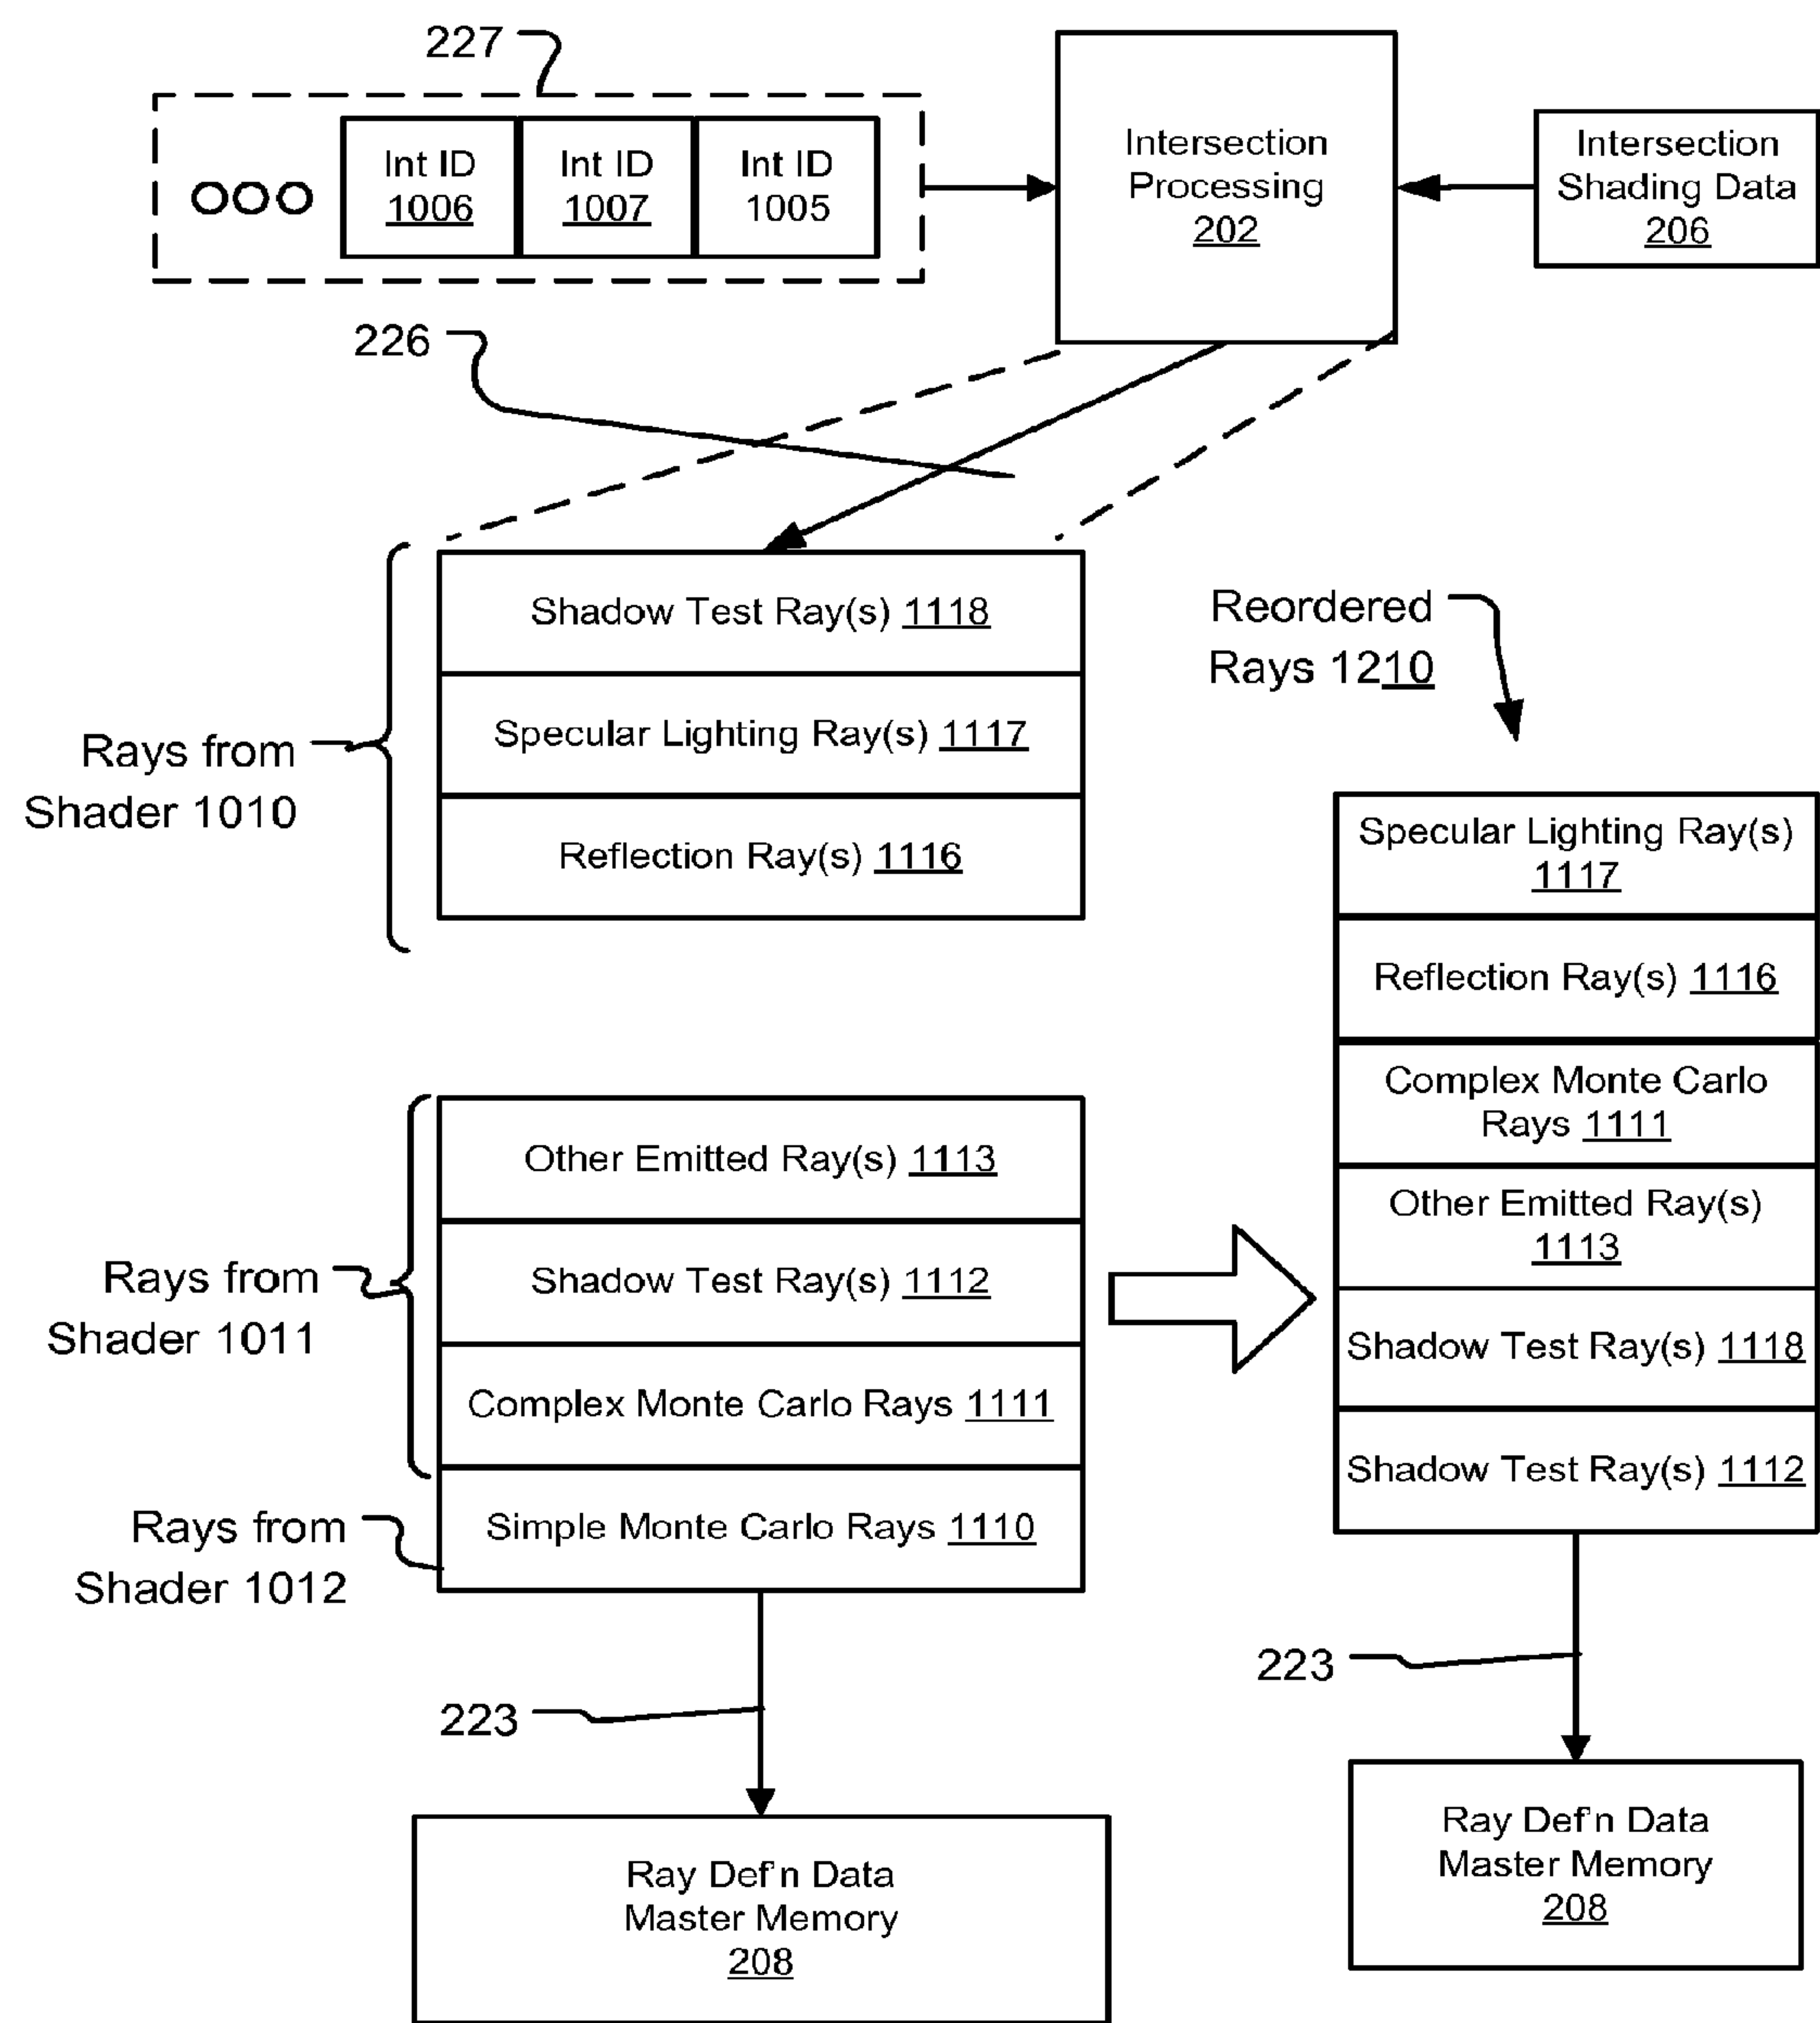 227
Int ID
1006
Int ID
1007
Int ID
1005
Intersection
Processing
202
Intersection
Shading Data
206
226
Shadow Test Ray(s) 1118
Specular Lighting Ray(s) 1117
Reflection Ray(s) 1116
Rays from
Shader 1010
Reordered
Rays 1210
Specular Lighting Ray(s)
1117
Reflection Ray(s) 1116
Complex Monte Carlo
Rays 1111
Other Emitted Ray(s)
1113
Shadow Test Ray(s) 1118
Shadow Test Ray(s) 1112
Other Emitted Ray(s) 1113
Shadow Test Ray(s) 1112
Complex Monte Carlo Rays 1111
Simple Monte Carlo Rays 1110
Rays from
Shader 1011
Rays from
Shader 1012
223
223
Ray Def'n Data
Master Memory
208
Ray Def'n Data
Master Memory
208